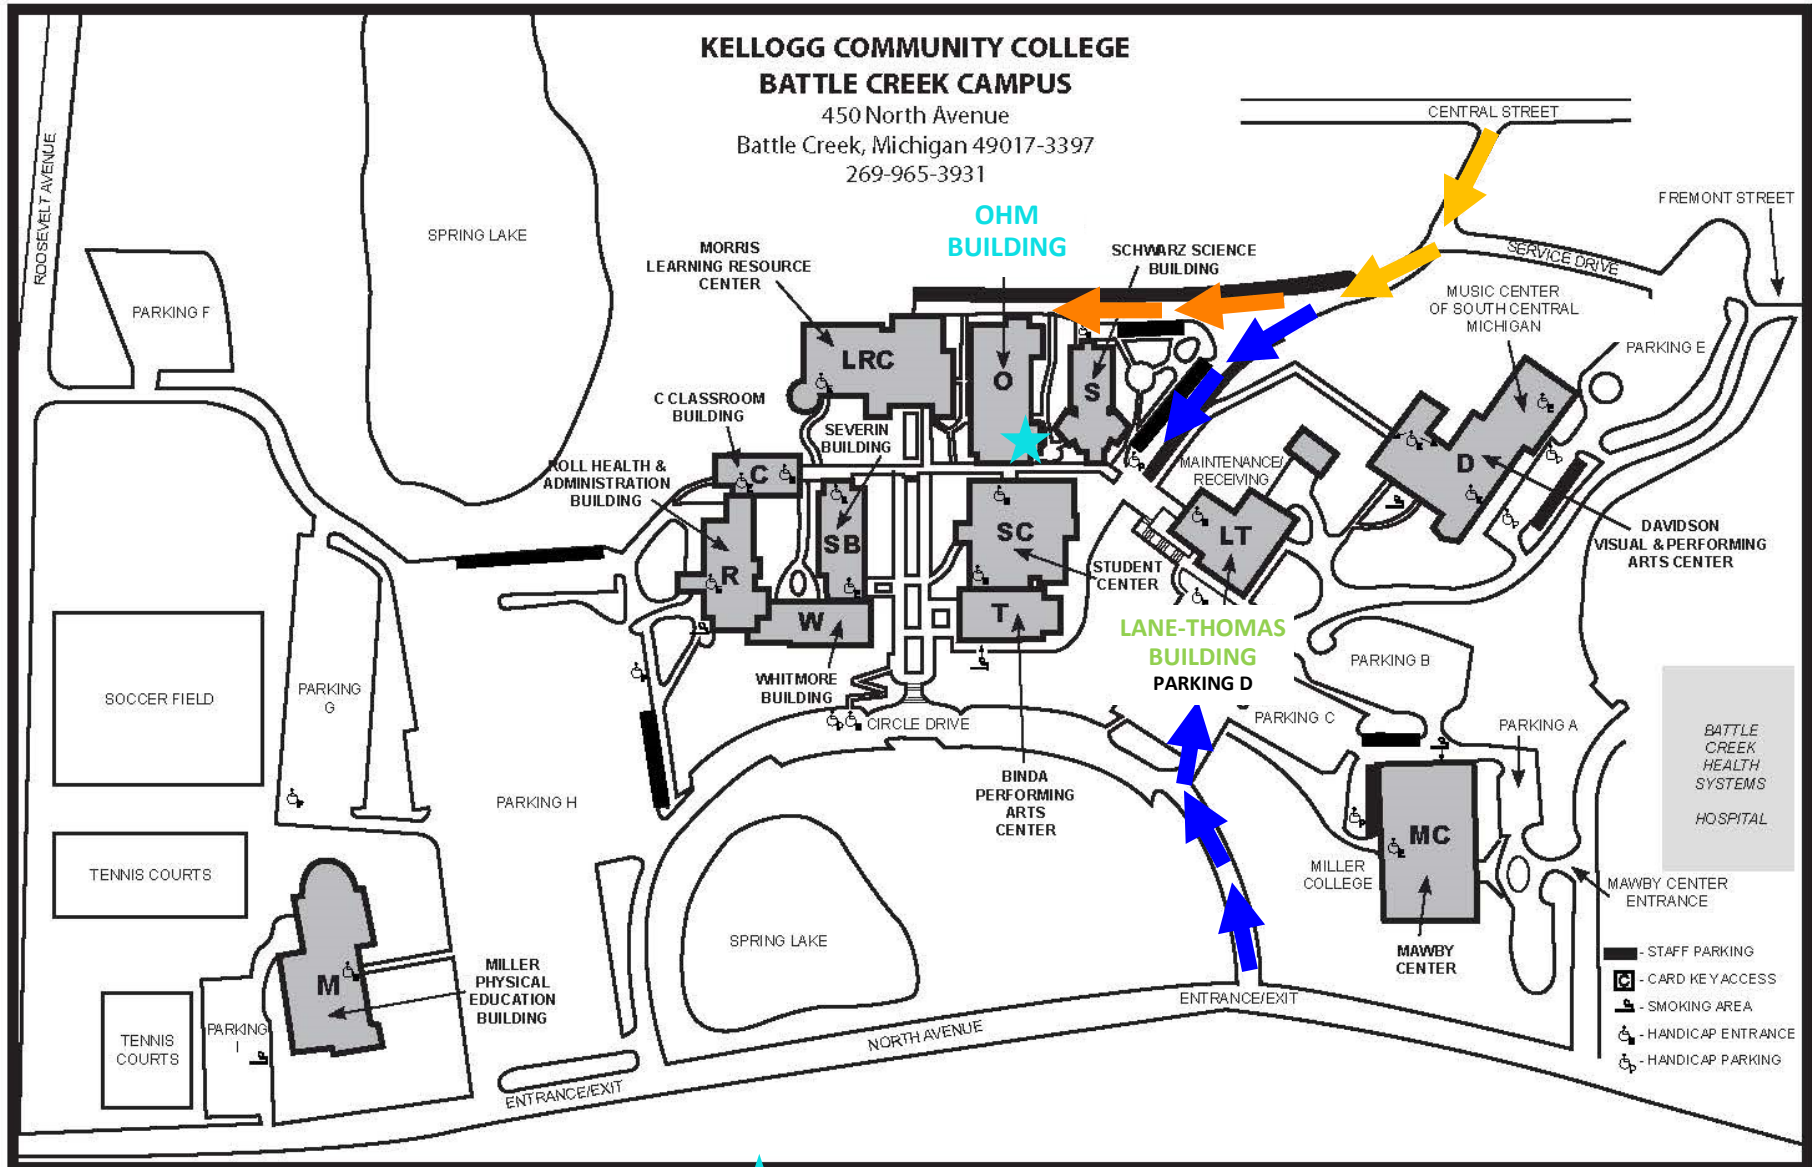 KELLOGG COMMUNITY COLLEGE
BATTLE CREEK CAMPUS
450 North Avenue
Battle Creek, Michigan 49017-3397
269-965-3931
CENTRAL STREET
FREMONT STREET
ROOSEVELT AVENUE
SPRING LAKE
OHM
BUILDING
MORRIS
LEARNING RESOURCE
CENTER
SCHWARZ SCIENCE
BUILDING
SERVICE DRIVE
MUSIC CENTER
OF SOUTH CENTRAL
MICHIGAN
PARKING F
PARKING E
LRC
O
S
C CLASSROOM
BUILDING
SEVERIN
BUILDING
ROLL HEALTH &
ADMINISTRATION
BUILDING
C
MAINTENANCE/
RECEIVING
D
DAVIDSON
VISUAL & PERFORMING
ARTS CENTER
SB
SC
LT
R
STUDENT
CENTER
W
T
LANE-THOMAS
BUILDING
PARKING D
PARKING B
WHITMORE
BUILDING
SOCCER FIELD
PARKING
G
CIRCLE DRIVE
PARKING C
PARKING A
BATTLE
CREEK
HEALTH
SYSTEMS
HOSPITAL
PARKING H
BINDA
PERFORMING
ARTS
CENTER
MC
MILLER
COLLEGE
MAWBY CENTER
ENTRANCE
TENNIS COURTS
SPRING LAKE
MAWBY
CENTER
M
MILLER
PHYSICAL
EDUCATION
BUILDING
ENTRANCE/EXIT
NORTH AVENUE
TENNIS
COURTS
PARKING
I
ENTRANCE/EXIT
- STAFF PARKING
C - CARD KEY ACCESS
- SMOKING AREA
- HANDICAP ENTRANCE
- HANDICAP PARKING